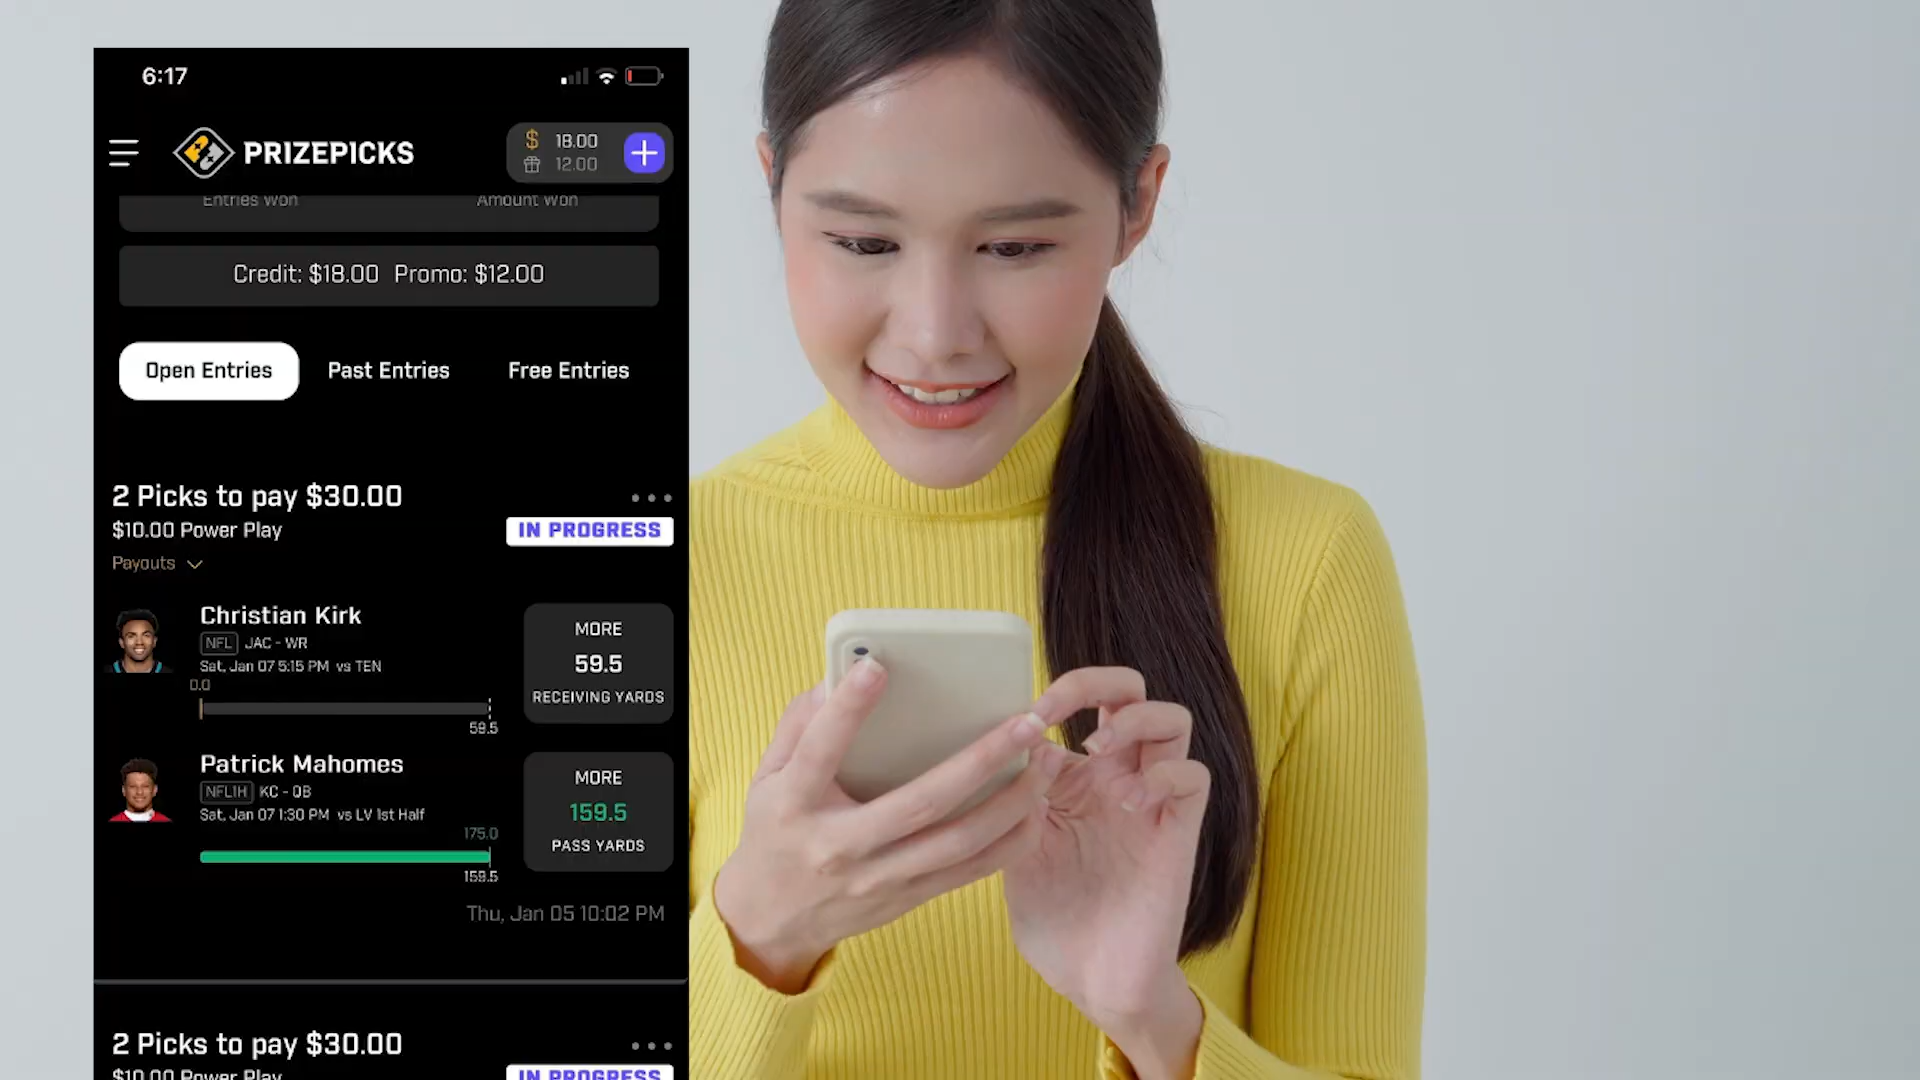 6:17
PRIZEPICKS
$ 18.00
12.00
Entries Won
Amount Won
Credit: $18.00 Promo: $12.00
Open Entries
Past Entries
Free Entries
2 Picks to pay $30.00
$10.00 Power Play
IN PROGRESS
Payouts
Christian Kirk
NFL JAC - WR
Sat, Jan 07 5:15 PM vs TEN
0.0
59.5
MORE
59.5
RECEIVING YARDS
Patrick Mahomes
NFL1H KC - QB
Sat, Jan 07 1:30 PM vs LV 1st Half
175.0
159.5
MORE
159.5
PASS YARDS
Thu, Jan 05 10:02 PM
2 Picks to pay $30.00
$10.00 Power Play
IN PROGRESS